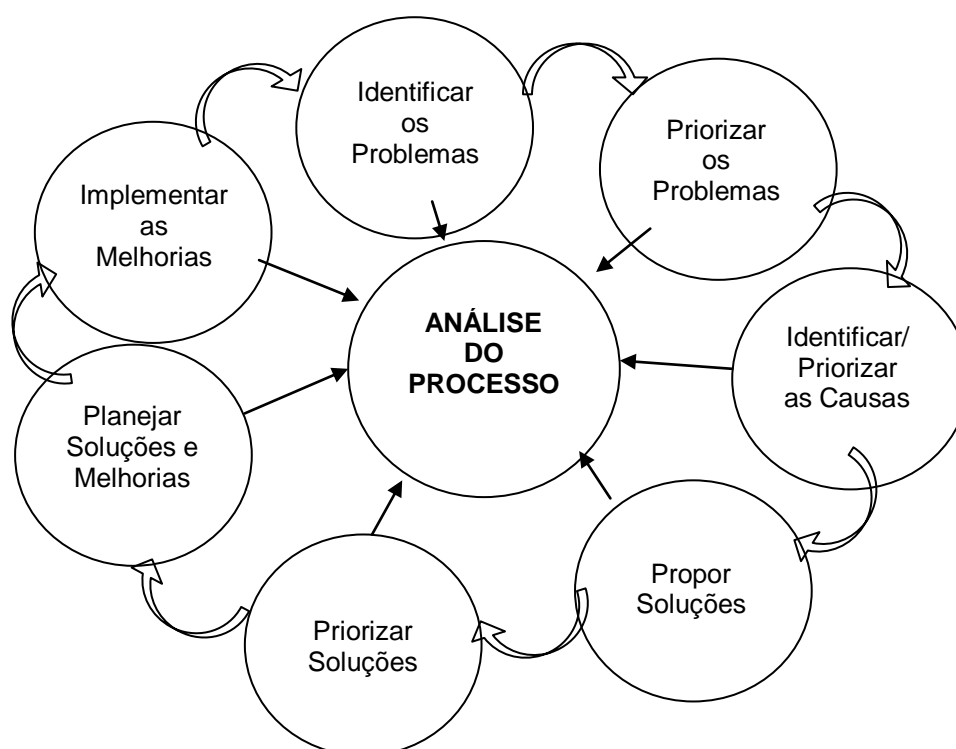 Identificar
os
Problemas
Priorizar
os
Problemas
Identificar/
Priorizar
as Causas
Propor
Soluções
Priorizar
Soluções
Planejar
Soluções e
Melhorias
Implementar
as
Melhorias
ANÁLISE
DO
PROCESSO